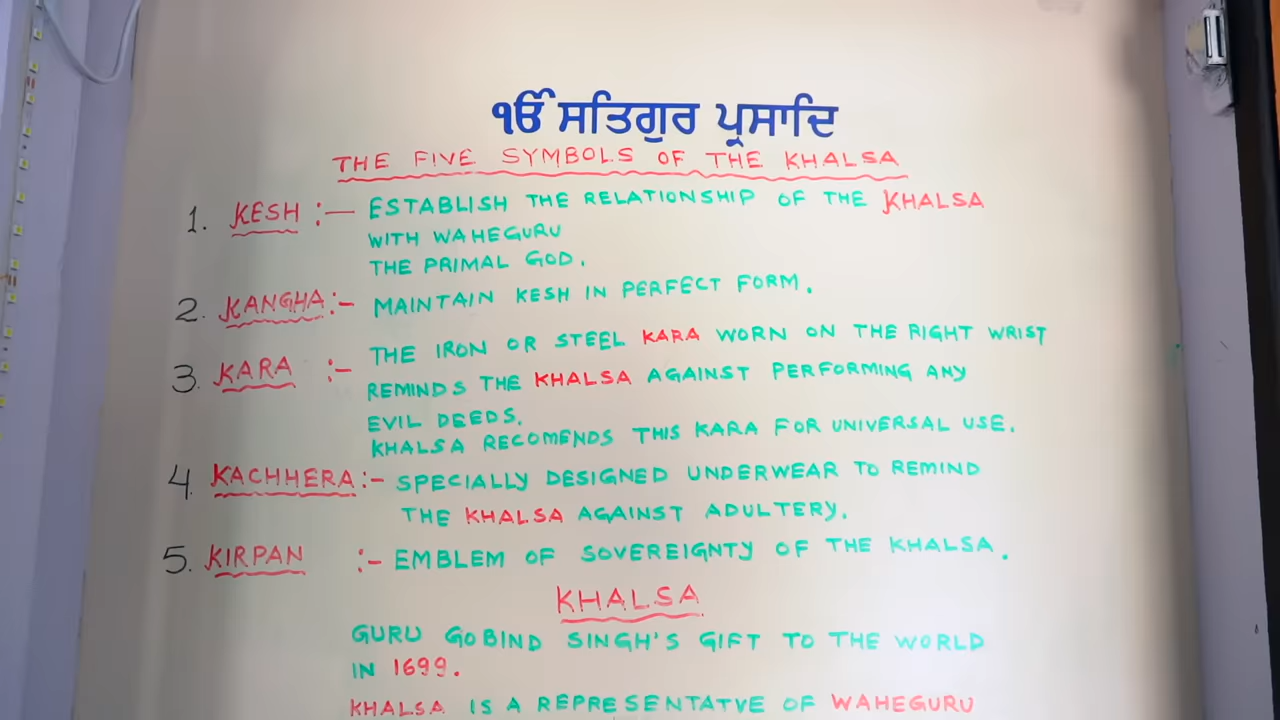 ੴ ਸਤਿਗੁਰ ਪ੍ਰਸਾਦਿ
THE FIVE SYMBOLS OF THE KHALSA
1. KESH :— ESTABLISH THE RELATIONSHIP OF THE KHALSA
WITH WAHEGURU
THE PRIMAL GOD.
2. KANGHA :- MAINTAIN KESH IN PERFECT FORM.
3. KARA :- THE IRON OR STEEL KARA WORN ON THE RIGHT WRIST
REMINDS THE KHALSA AGAINST PERFORMING ANY
EVIL DEEDS.
KHALSA RECOMENDS THIS KARA FOR UNIVERSAL USE.
4. KACHHERA :- SPECIALLY DESIGNED UNDERWEAR TO REMIND
THE KHALSA AGAINST ADULTERY.
5. KIRPAN :- EMBLEM OF SOVEREIGNTY OF THE KHALSA.
KHALSA
GURU GOBIND SINGH'S GIFT TO THE WORLD
IN 1699.
KHALSA IS A REPRESENTATVE OF WAHEGURU